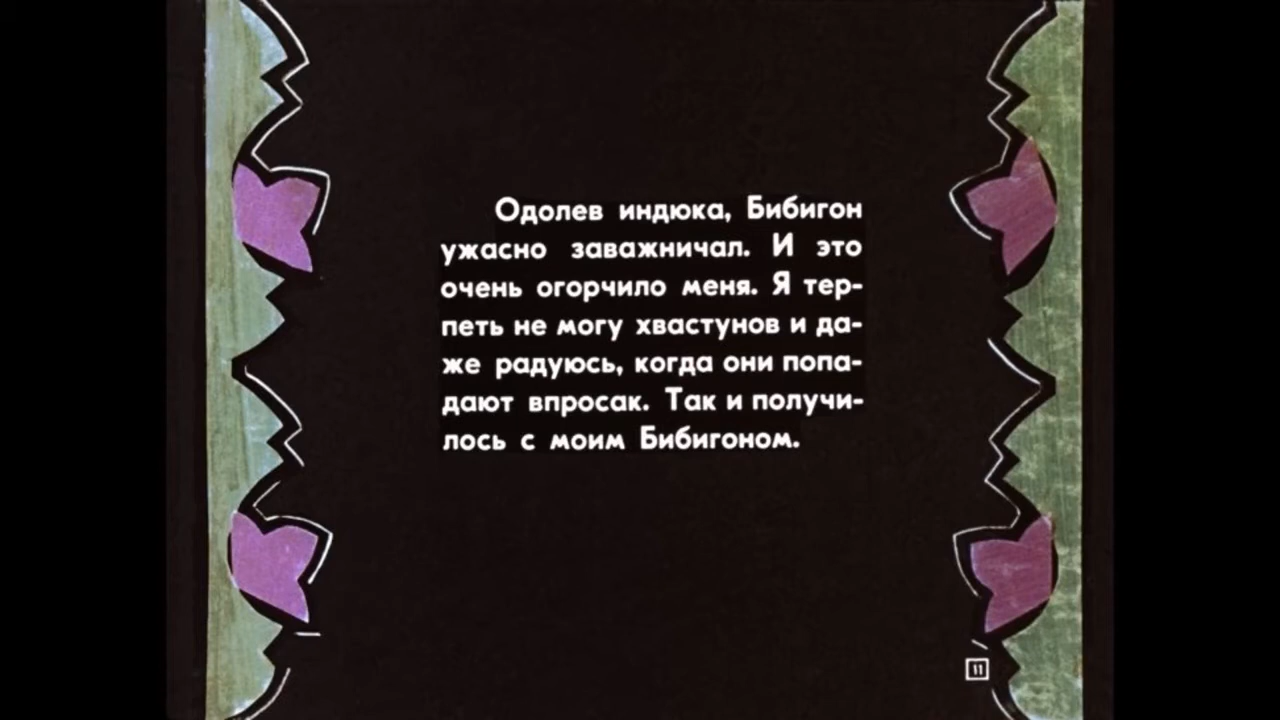 Одолев индюка, Бибигон
ужасно заважничал. И это
очень огорчило меня. Я тер-
петь не могу хвастунов и да-
же радуюсь, когда они попа-
дают впросак. Так и получи-
лось с моим Бибигоном.
11